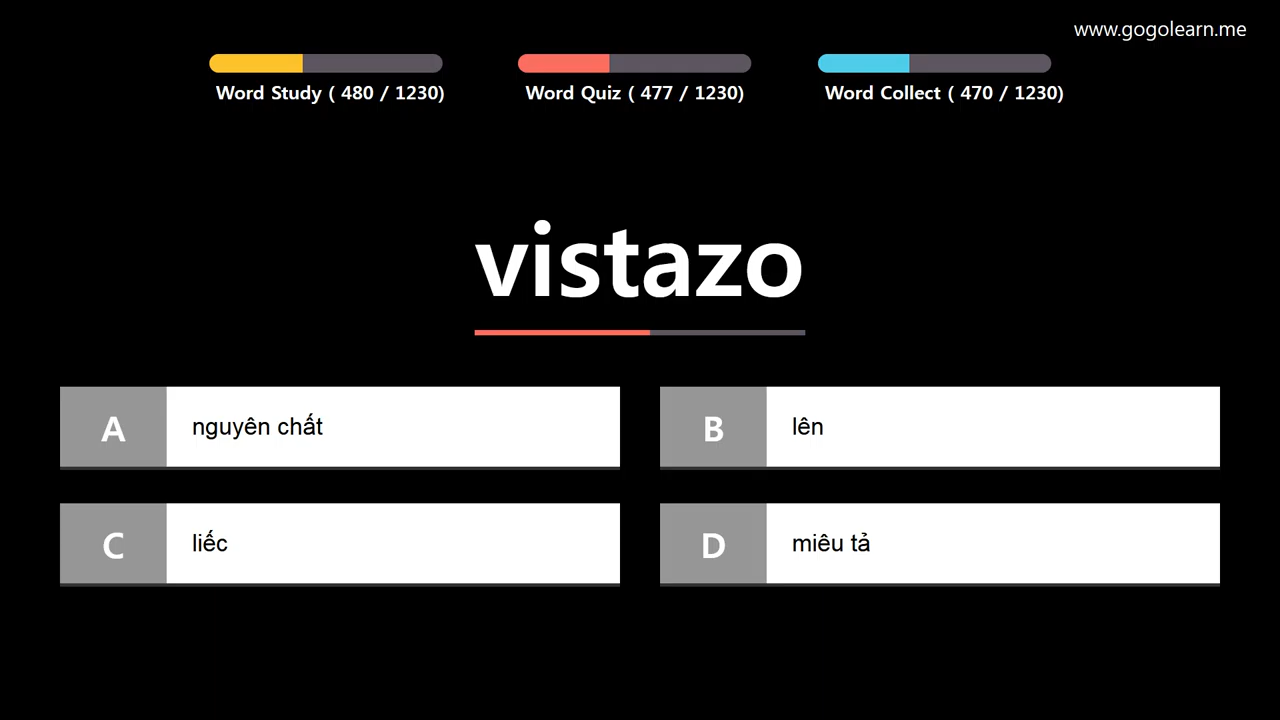 www.gogolearn.me
Word Study ( 480 / 1230)
Word Quiz ( 477 / 1230)
Word Collect ( 470 / 1230)
vistazo
A nguyên chất
B lên
C liếc
D miêu tả